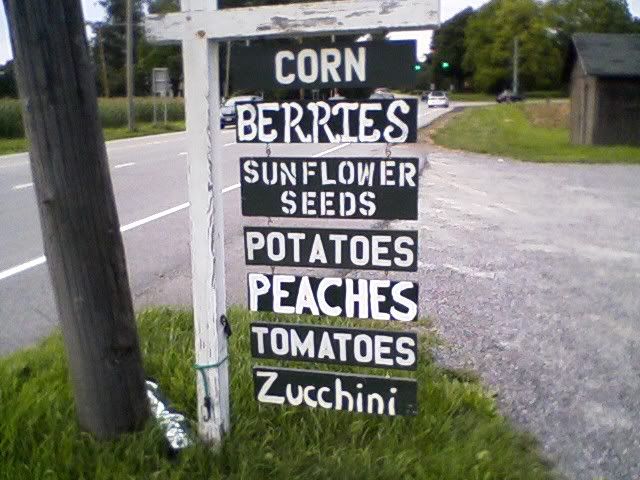 CORN
BERRIES
SUNFLOWER
SEEDS
POTATOES
PEACHES
TOMATOES
Zucchini